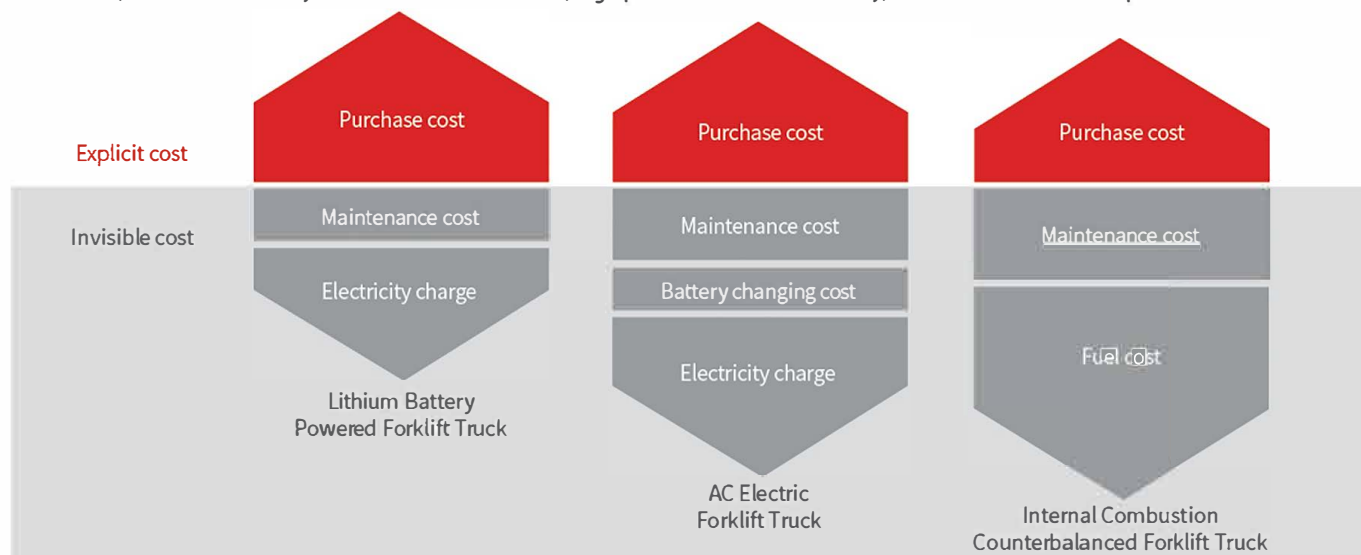 Purchase cost
Purchase cost
Purchase cost
Explicit cost
Maintenance cost
Maintenance cost
Maintenance cost
Invisible cost
Electricity charge
Battery changing cost
Fuel cost
Electricity charge
Lithium Battery
Powered Forklift Truck
AC Electric
Forklift Truck
Internal Combustion
Counterbalanced Forklift Truck